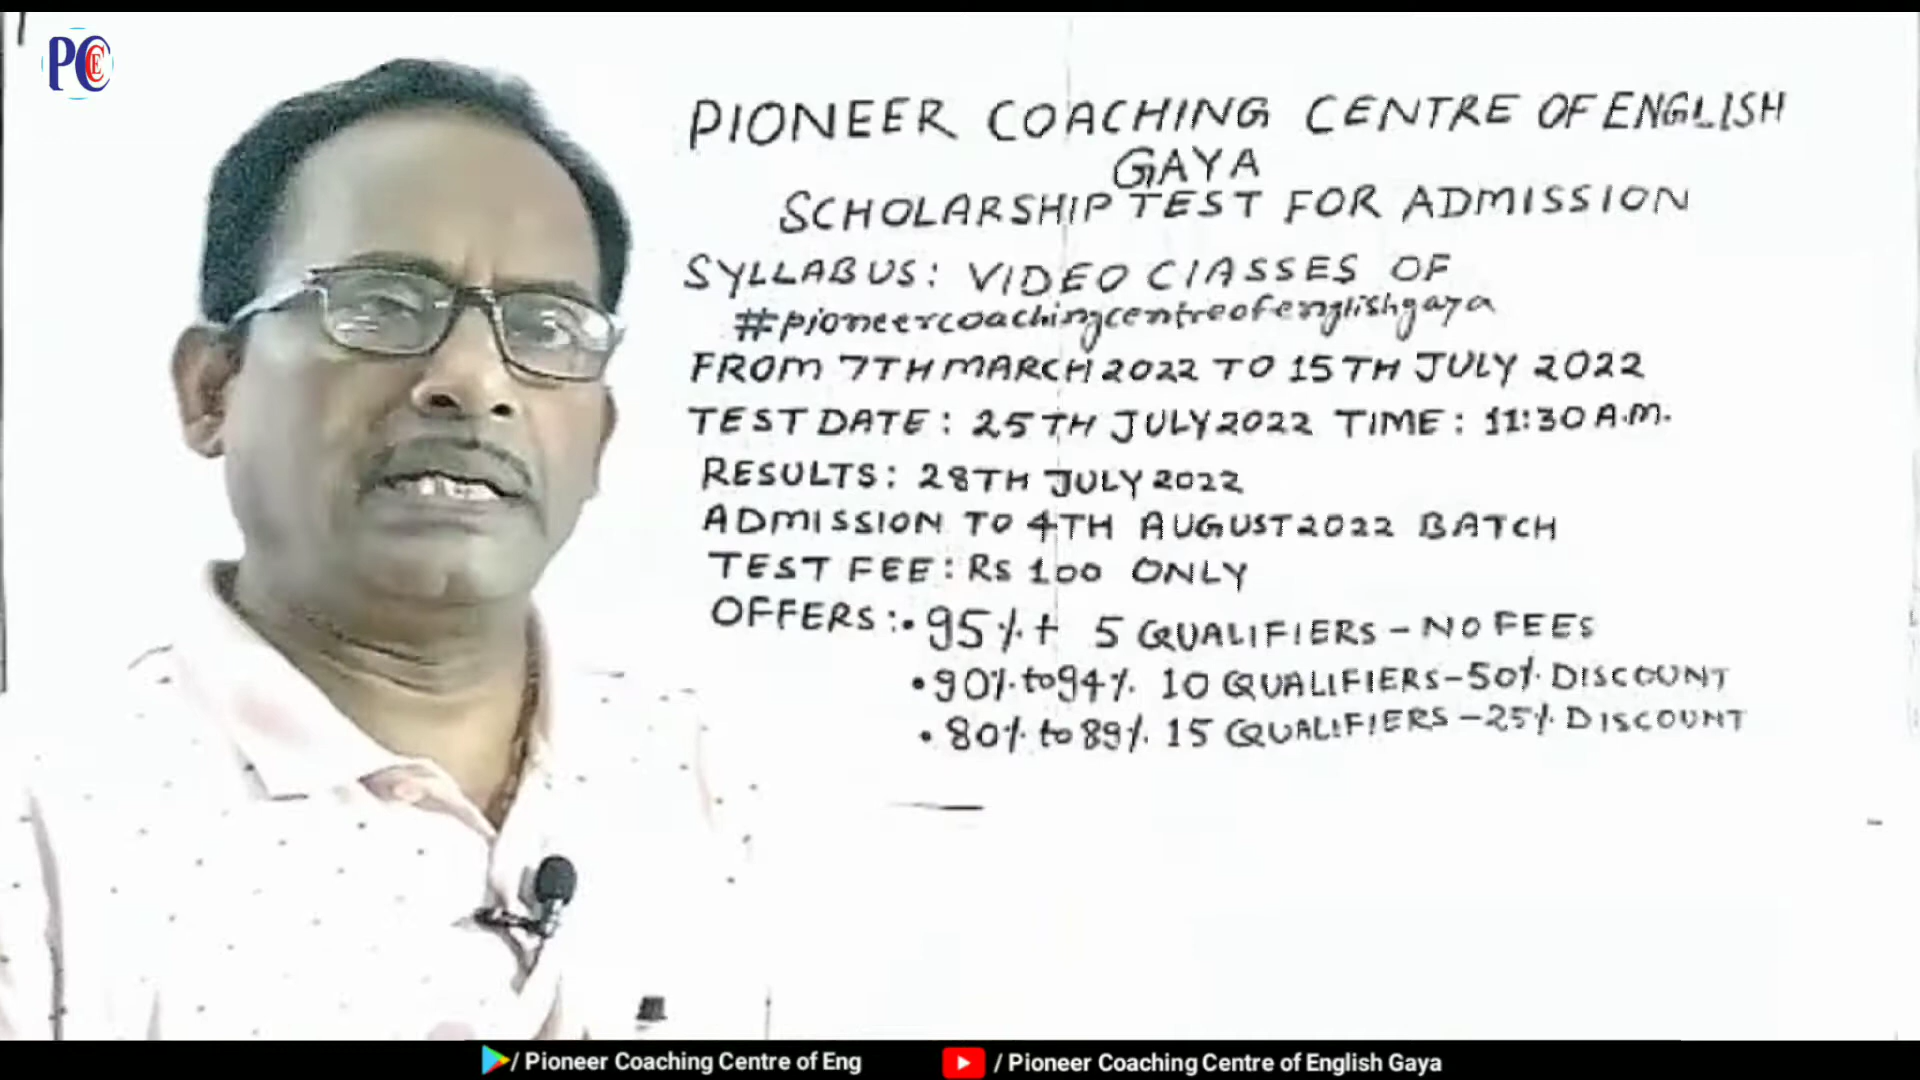 PCCE
PIONEER COACHING CENTRE OF ENGLISH
GAYA
SCHOLARSHIP TEST FOR ADMISSION
SYLLABUS: VIDEO ClASSES OF
#pioneercoachingcentreofenglishgaya
FROM 7TH MARCH 2022 TO 15TH JULY 2022
TEST DATE: 25TH JULY 2022 TIME: 11:30 A.M.
RESULTS: 28TH JULY 2022
ADMISSION TO 4TH AUGUST 2022 BATCH
TEST FEE: Rs 100 ONLY
OFFERS:• 95%+ 5 QUALIFIERS - NO FEES
• 90% to 94% 10 QUALIFIERS - 50% DISCOUNT
• 80% to 89% 15 QUALIFIERS - 25% DISCOUNT
/ Pioneer Coaching Centre of Eng
/ Pioneer Coaching Centre of English Gaya